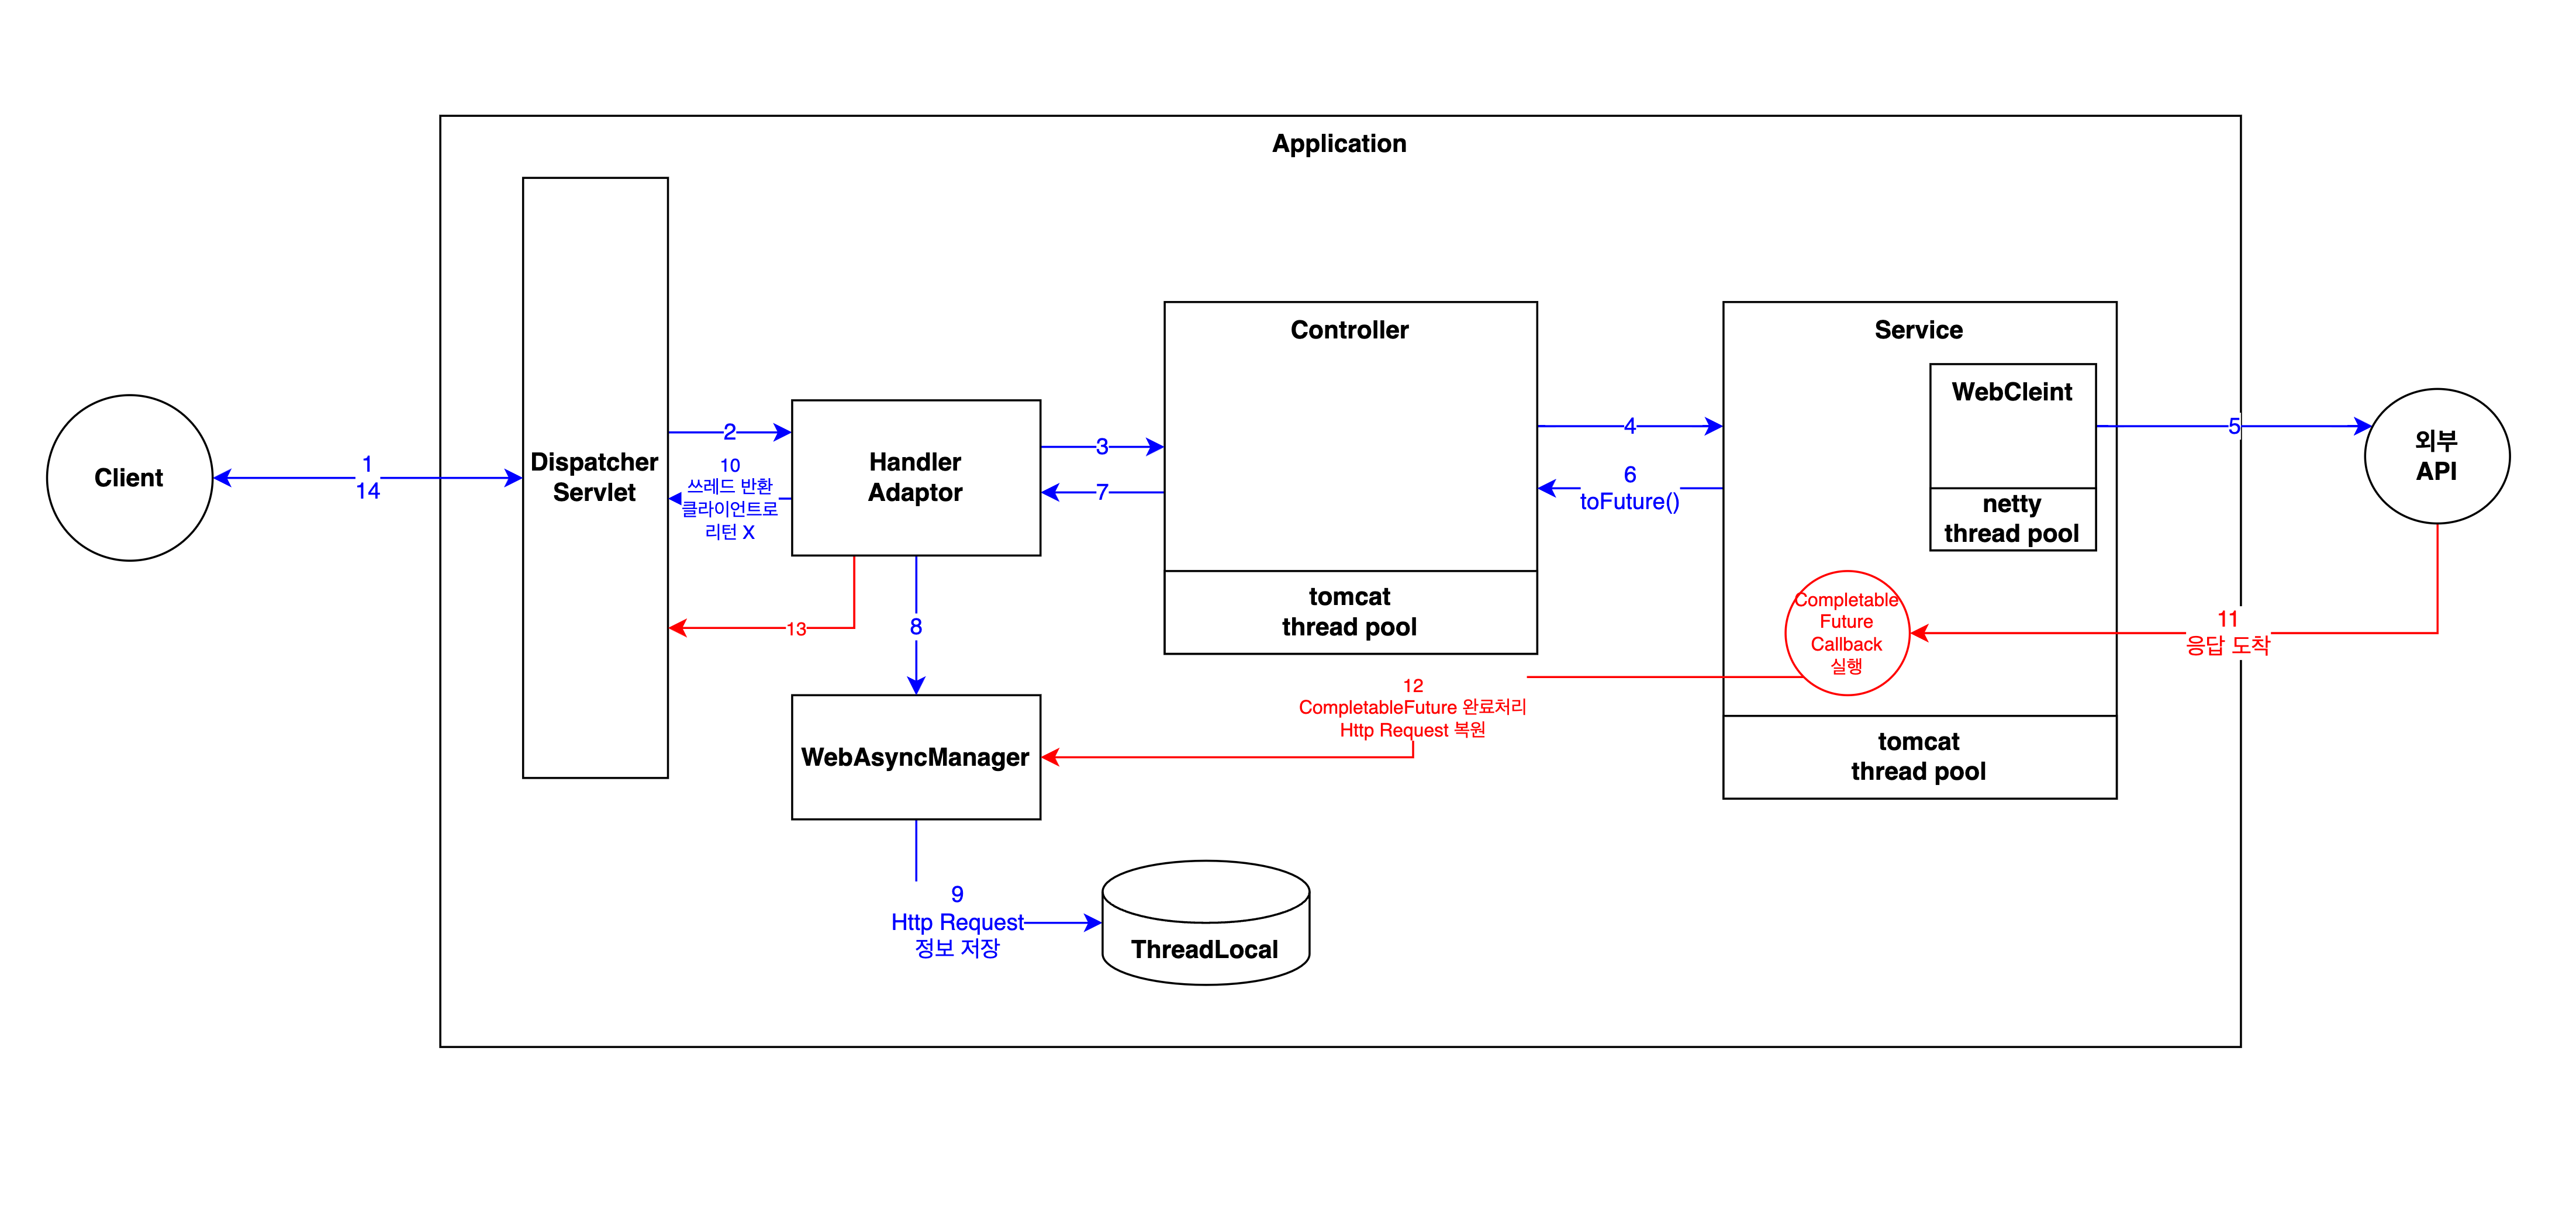 Application
Client
1
14
Dispatcher
Servlet
2
10
쓰레드 반환
클라이언트로
리턴 X
13
Handler
Adaptor
3
7
8
WebAsyncManager
9
Http Request
정보 저장
ThreadLocal
Controller
tomcat
thread pool
4
6
toFuture()
12
CompletableFuture 완료처리
Http Request 복원
Service
WebCleint
netty
thread pool
Completable
Future
Callback
실행
tomcat
thread pool
5
11
응답 도착
외부
API